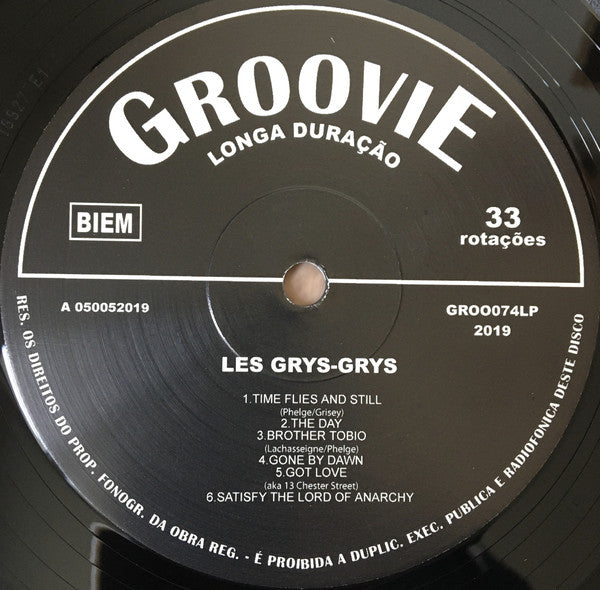 GROOVIE
LONGA DURAÇÃO
BIEM
33
rotações
A 050052019
GROO074LP
2019
LES GRYS-GRYS
1.TIME FLIES AND STILL
(Phelge/Grisey)
2.THE DAY
3.BROTHER TOBIO
(Lachasseigne/Phelge)
4.GONE BY DAWN
5.GOT LOVE
(aka 13 Chester Street)
6.SATISFY THE LORD OF ANARCHY
RES. OS DIREITOS DO PROP. FONOGR. DA OBRA REG. - É PROIBIDA A DUPLIC. EXEC. PUBLICA E RADIOFONICA DESTE DISCO